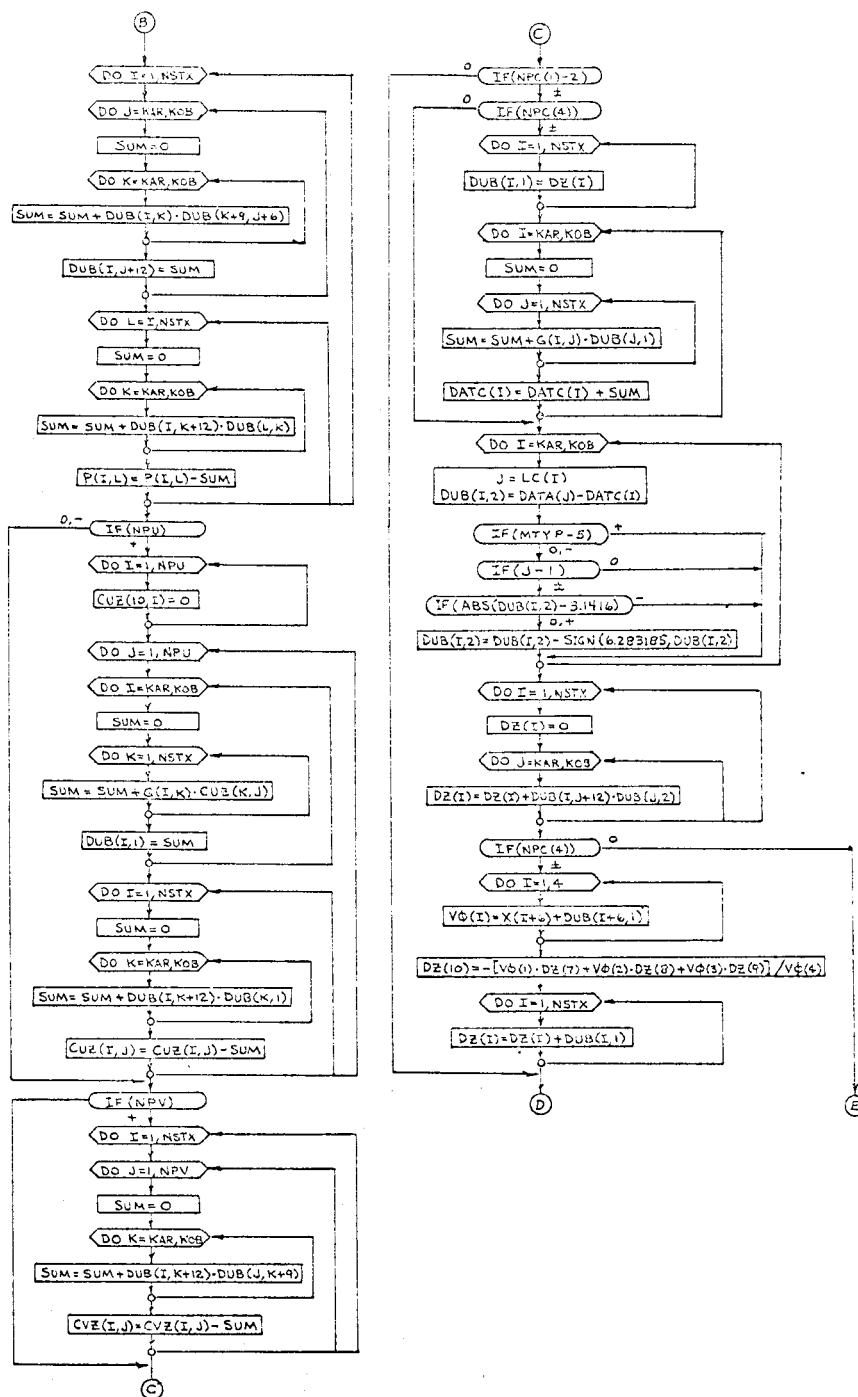 B
DO I=1,NSTX
DO J=KAR,KOB
SUM=0
DO K=KAR,KOB
SUM=SUM+DUB(I,K)·DUB(K+9,J+6)
DUB(I,J+12)=SUM
DO L=I,NSTX
SUM=0
DO K=KAR,KOB
SUM=SUM+DUB(I,K+12)·DUB(L,K)
P(I,L)=P(I,L)-SUM
0,-
IF(NPU)
+
DO I=1,NPU
CUZ(10,I)=0
DO J=1,NPU
DO I=KAR,KOB
SUM=0
DO K=1,NSTX
SUM=SUM+G(I,K)·CUZ(K,J)
DUB(I,1)=SUM
DO I=1,NSTX
SUM=0
DO K=KAR,KOB
SUM=SUM+DUB(I,K+12)·DUB(K,1)
CUZ(I,J)=CUZ(I,J)-SUM
IF(NPV)
+
DO I=1,NSTX
DO J=1,NPV
SUM=0
DO K=KAR,KOB
SUM=SUM+DUB(I,K+12)·DUB(J,K+9)
CVZ(I,J)=CVZ(I,J)-SUM
C
C
0
IF(NPC(1)-2)
±
0
IF(NPC(4))
±
DO I=1,NSTX
DUB(I,1)=DZ(I)
DO I=KAR,KOB
SUM=0
DO J=1,NSTX
SUM=SUM+G(I,J)·DUB(J,1)
DATC(I)=DATC(I)+SUM
DO I=KAR,KOB
J=LC(I)
DUB(I,2)=DATA(J)-DATC(I)
IF(MTYP-5)
+
0,-
IF(J-1)
0
±
IF(ABS(DUB(I,2)-3.1416)
-
0,+
DUB(I,2)=DUB(I,2)-SIGN(6.283185,DUB(I,2)
DO I=1,NSTX
DZ(I)=0
DO J=KAR,KOB
DZ(I)=DZ(I)+DUB(I,J+12)·DUB(J,2)
IF(NPC(4))
0
±
DO I=1,4
VΦ(I)=X(I+6)+DUB(I+6,1)
DZ(10)=-[VΦ(1)·DZ(7)+VΦ(2)·DZ(8)+VΦ(3)·DZ(9)]/VΦ(4)
DO I=1,NSTX
DZ(I)=DZ(I)+DUB(I,1)
D
E